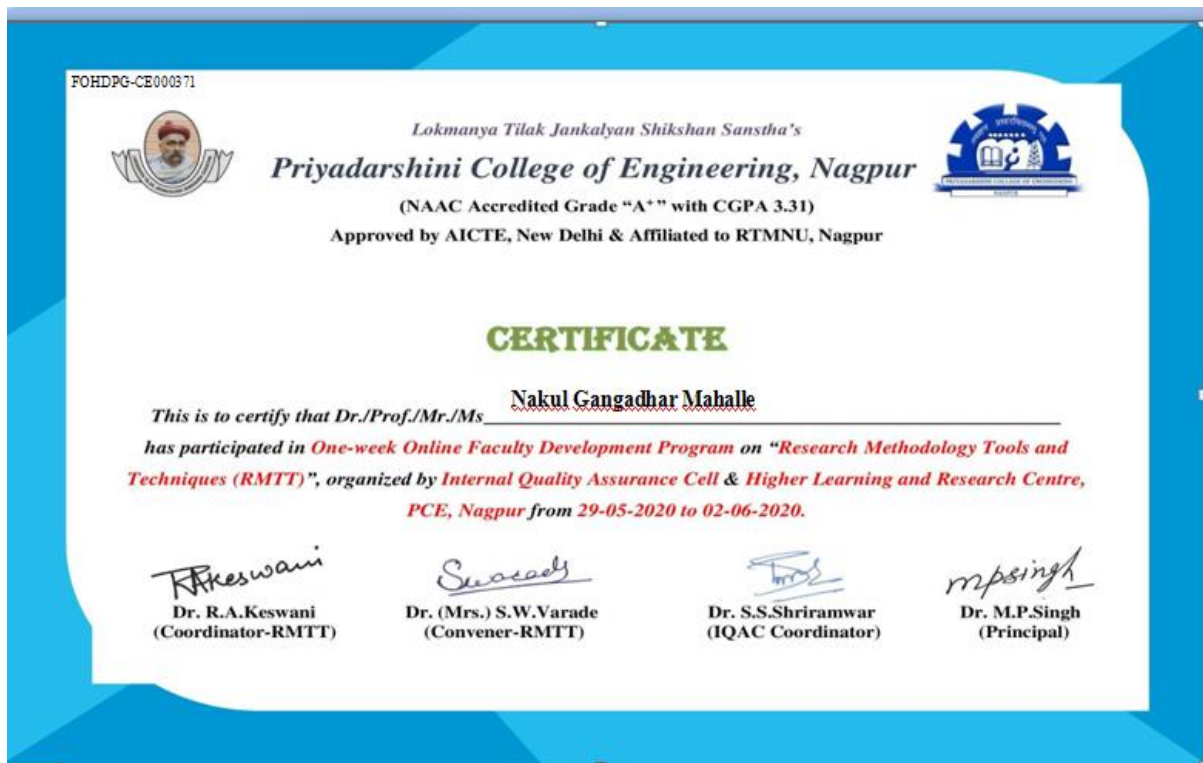 FOHDPG-CE000371
Lokmanya Tilak Jankalyan Shikshan Sanstha's
Priyadarshini College of Engineering, Nagpur
(NAAC Accredited Grade “A+” with CGPA 3.31)
Approved by AICTE, New Delhi & Affiliated to RTMNU, Nagpur
PRIYADARSHINI COLLEGE OF ENGINEERING
NAGPUR
CERTIFICATE
Nakul Gangadhar Mahalle
This is to certify that Dr./Prof./Mr./Ms
has participated in One-week Online Faculty Development Program on “Research Methodology Tools and
Techniques (RMTT)”, organized by Internal Quality Assurance Cell & Higher Learning and Research Centre,
PCE, Nagpur from 29-05-2020 to 02-06-2020.
RAKeswani
mpsingh
Dr. R.A.Keswani Dr. (Mrs.) S.W.Varade Dr. S.S.Shriramwar Dr. M.P.Singh
(Coordinator-RMTT) (Convener-RMTT) (IQAC Coordinator) (Principal)